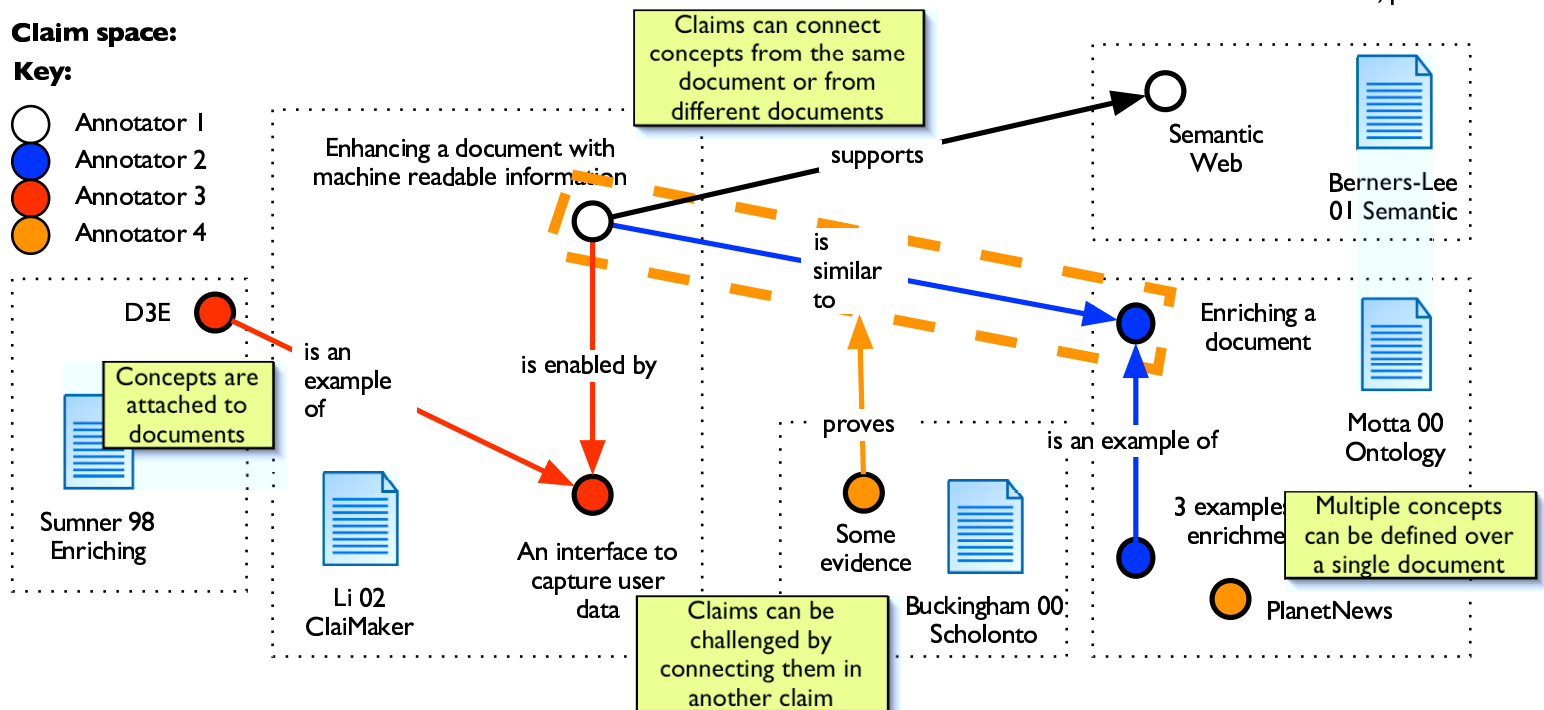 Claim space:
Key:
Annotator 1
Annotator 2
Annotator 3
Annotator 4
Claims can connect
concepts from the same
document or from
different documents
Enhancing a document with
machine readable information
supports
Semantic
Web
Berners-Lee
01 Semantic
is
similar
to
D3E
is an
example
of
Concepts are
attached to
documents
Sumner 98
Enriching
is enabled by
Li 02
ClaiMaker
An interface to
capture user
data
proves
Some
evidence
Buckingham 00
Scholonto
Claims can be
challenged by
connecting them in
another claim
Enriching a
document
Motta 00
Ontology
is an example of
3 examples
enrichme
Multiple concepts
can be defined over
a single document
PlanetNews